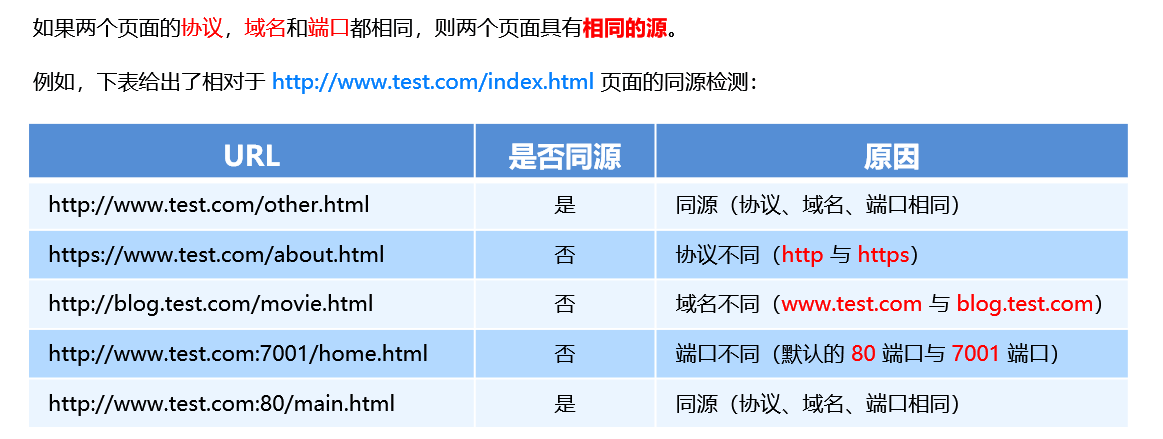 如果两个页面的协议，域名和端口都相同，则两个页面具有相同的源。
例如，下表给出了相对于 http://www.test.com/index.html 页面的同源检测：
URL 是否同源 原因
http://www.test.com/other.html 是 同源（协议、域名、端口相同）
https://www.test.com/about.html 否 协议不同（http 与 https）
http://blog.test.com/movie.html 否 域名不同（www.test.com 与 blog.test.com）
http://www.test.com:7001/home.html 否 端口不同（默认的 80 端口与 7001 端口）
http://www.test.com:80/main.html 是 同源（协议、域名、端口相同）